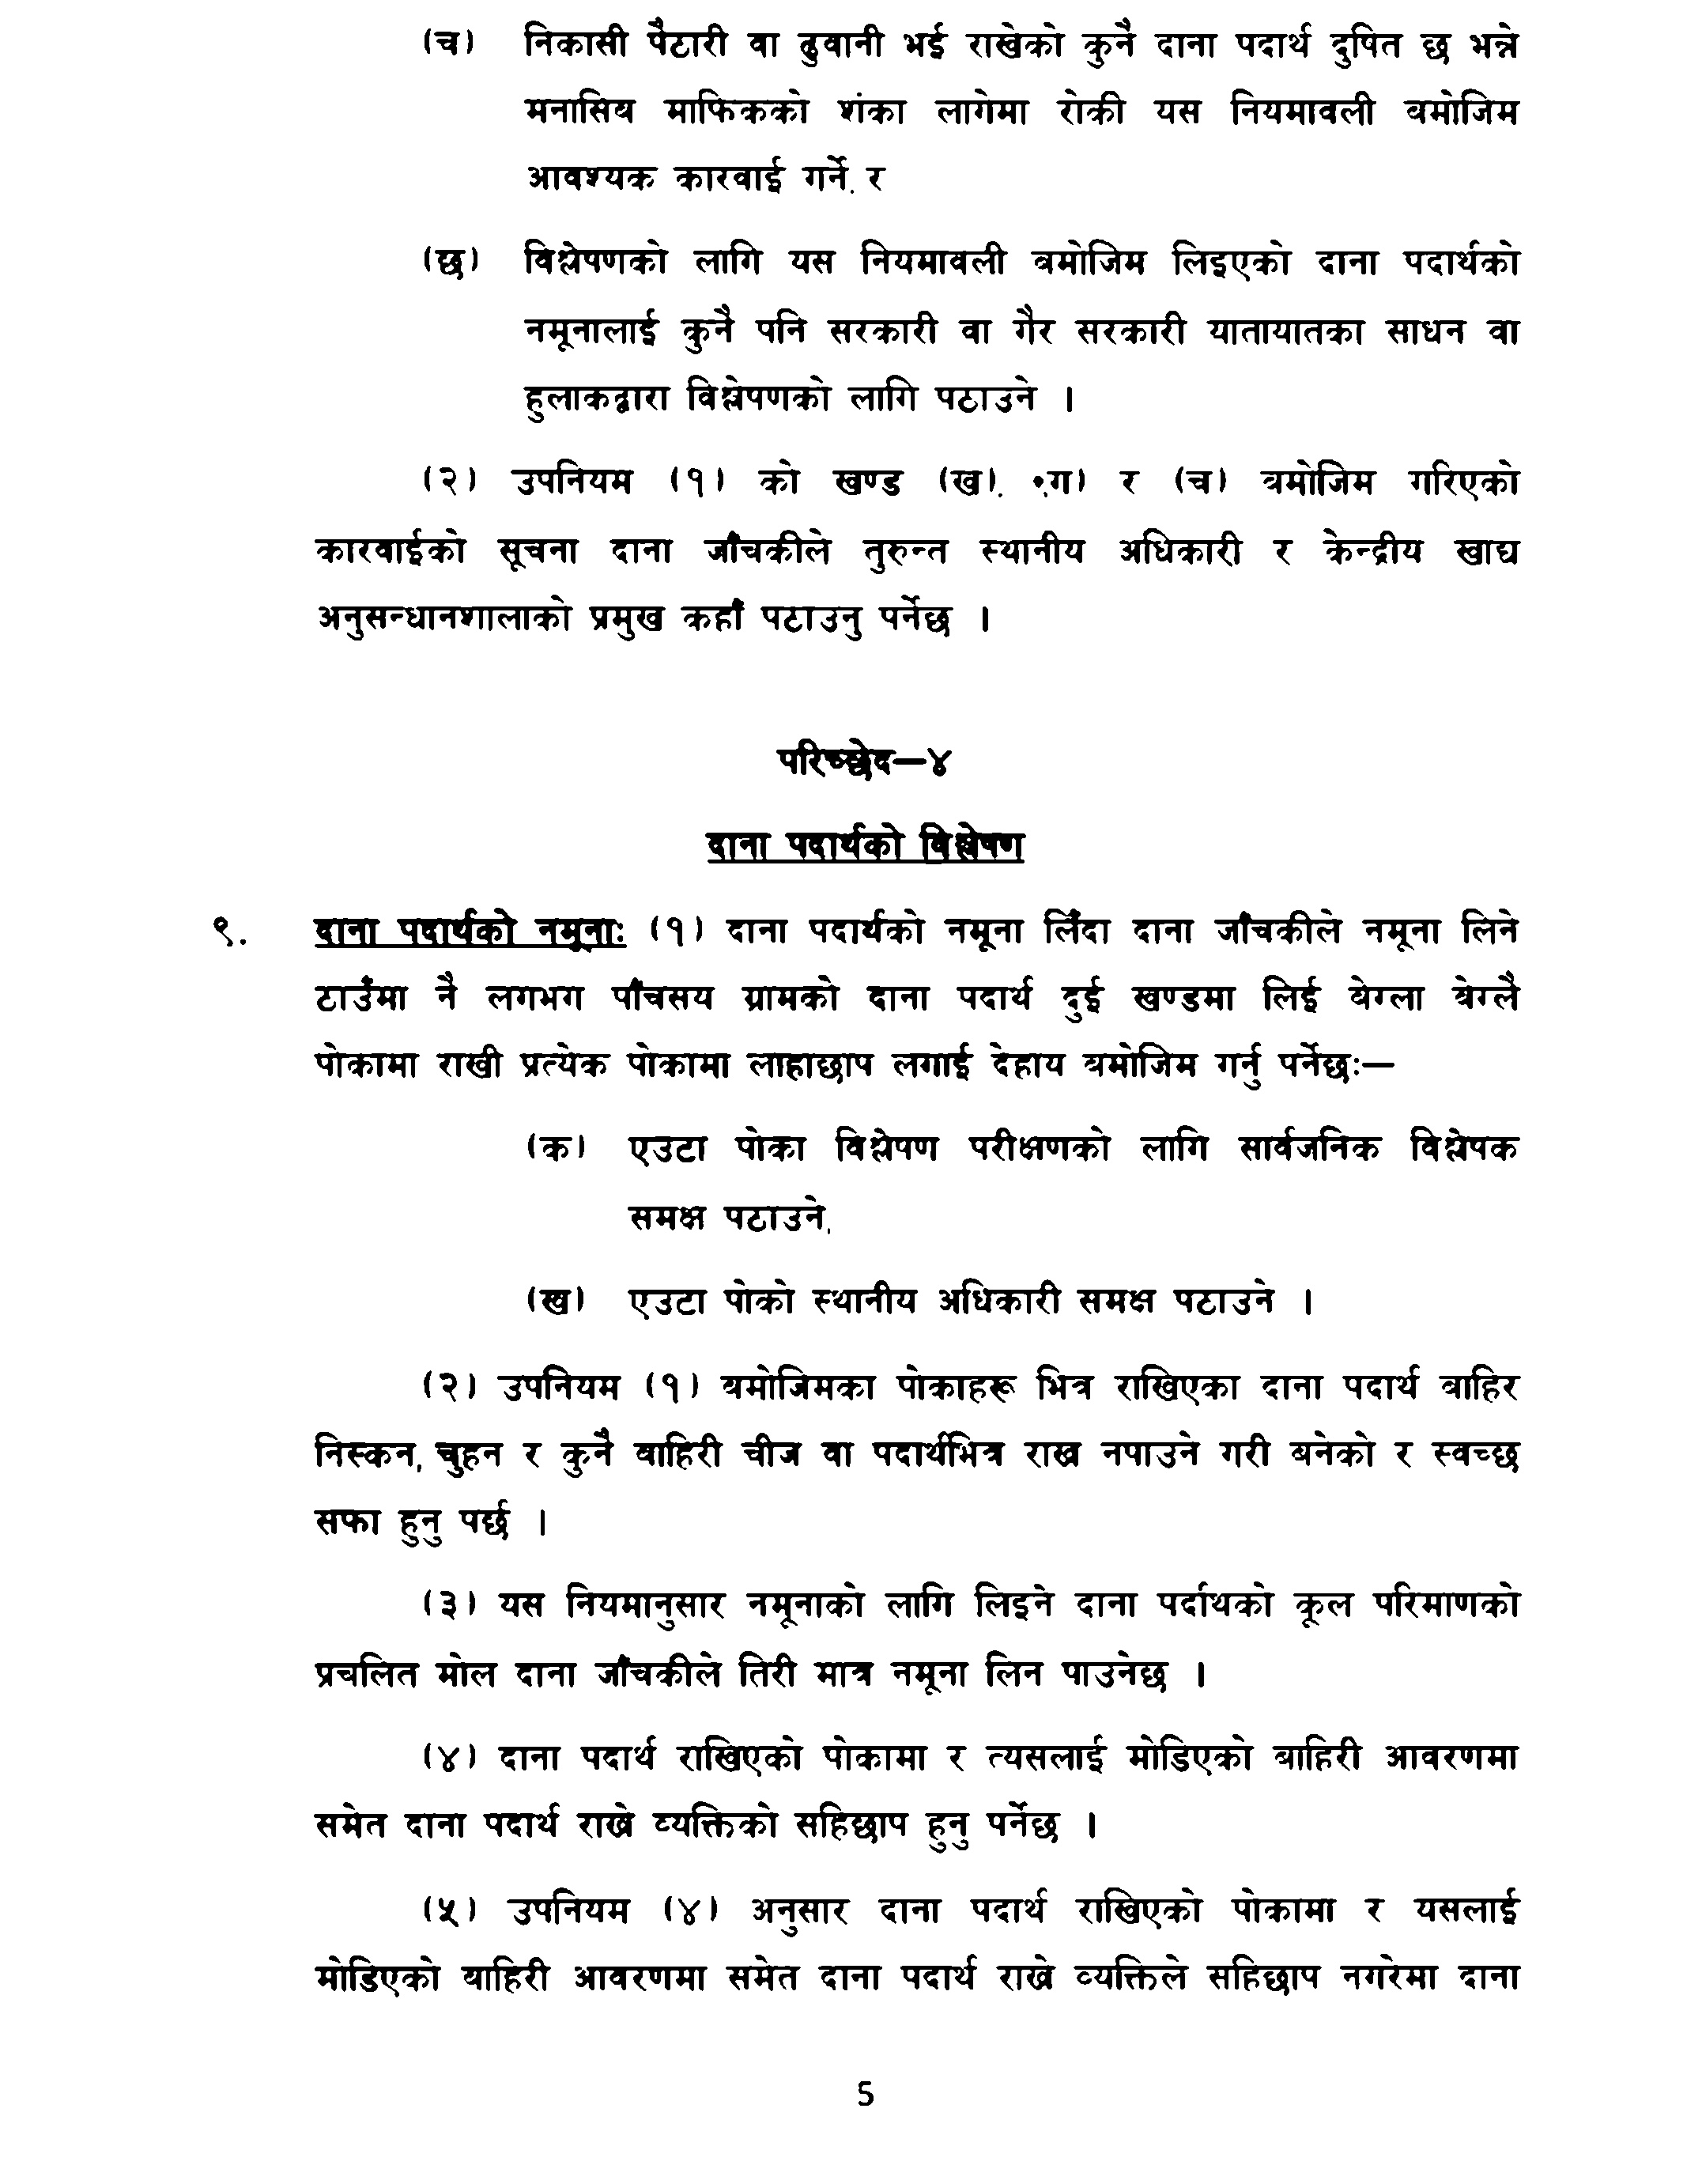 (च) निकासी पैठारी वा ढुवानी भई राखेको कुनै दाना पदार्थ दुषित छ भन्ने
मनासिव माफिकको शंका लागेमा रोकी यस नियमावली बमोजिम
आवश्यक कारवाई गर्ने, र
(छ) विश्लेषणको लागि यस नियमावली बमोजिम लिइएको दाना पदार्थको
नमूनालाई कुनै पनि सरकारी वा गैर सरकारी यातायातका साधन वा
हुलाकद्वारा विश्लेषणको लागि पठाउने ।
(२) उपनियम (१) को खण्ड (ख), (ग) र (च) बमोजिम गरिएको
कारवाईको सूचना दाना जाँचकीले तुरुन्त स्थानीय अधिकारी र केन्द्रीय खाद्य
अनुसन्धानशालाको प्रमुख कहाँ पठाउनु पर्नेछ ।
परिच्छेद–४
दाना पदार्थको विश्लेषण
९. दाना पदार्थको नमूनाः (१) दाना पदार्थको नमूना लिँदा दाना जाँचकीले नमूना लिने
ठाउँमा नै लगभग पाँचसय ग्रामको दाना पदार्थ दुई खण्डमा लिई बेग्ला बेग्लै
पोकामा राखी प्रत्येक पोकामा लाहाछाप लगाई देहाय बमोजिम गर्नु पर्नेछः–
(क) एउटा पोका विश्लेषण परीक्षणको लागि सार्वजनिक विश्लेषक
समक्ष पठाउने,
(ख) एउटा पोको स्थानीय अधिकारी समक्ष पठाउने ।
(२) उपनियम (१) बमोजिमका पोकाहरू भित्र राखिएका दाना पदार्थ बाहिर
निस्कन, चुहन र कुनै बाहिरी चीज वा पदार्थभित्र राख्न नपाउने गरी बनेको र स्वच्छ
सफा हुनु पर्छ ।
(३) यस नियमानुसार नमूनाको लागि लिइने दाना पर्दाथको कूल परिमाणको
प्रचलित मोल दाना जाँचकीले तिरी मात्र नमूना लिन पाउनेछ ।
(४) दाना पदार्थ राखिएको पोकामा र त्यसलाई मोडिएको बाहिरी आवरणमा
समेत दाना पदार्थ राख्ने व्यक्तिको सहिछाप हुनु पर्नेछ ।
(५) उपनियम (४) अनुसार दाना पदार्थ राखिएको पोकामा र यसलाई
मोडिएको बाहिरी आवरणमा समेत दाना पदार्थ राख्ने व्यक्तिले सहिछाप नगरेमा दाना
5